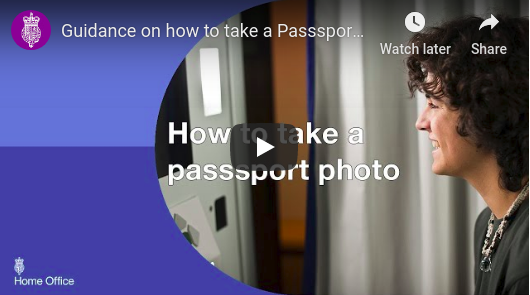 Guidance on how to take a Passspor…
Watch later
Share
How to take a
passsport photo
Home Office